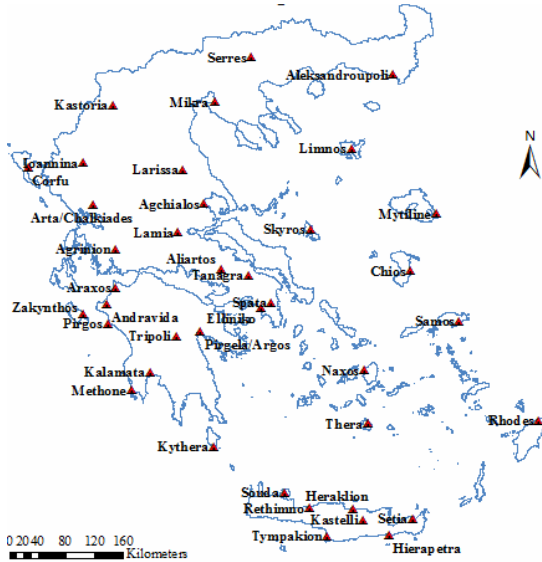 Serres
Aleksandroupoli
Kastoria
Mikra
Limnos
Ioannina
Corfu
Larissa
Arta/Chalkiades
Agchialos
Mytiline
Skyros
Lamia
Agrinion
Aliartos
Tanagra
Chios
Araxos
Zakynthos
Andravida
Spata
Elliniko
Pirgos
Tripoli
Pirgela/Argos
Samos
Kalamata
Naxos
Methone
Thera
Rhodes
Kythera
N
Souda
Heraklion
Rethimno
Kastelli
Setia
Tympakion
Hierapetra
0 20 40 80 120 160
Kilometers